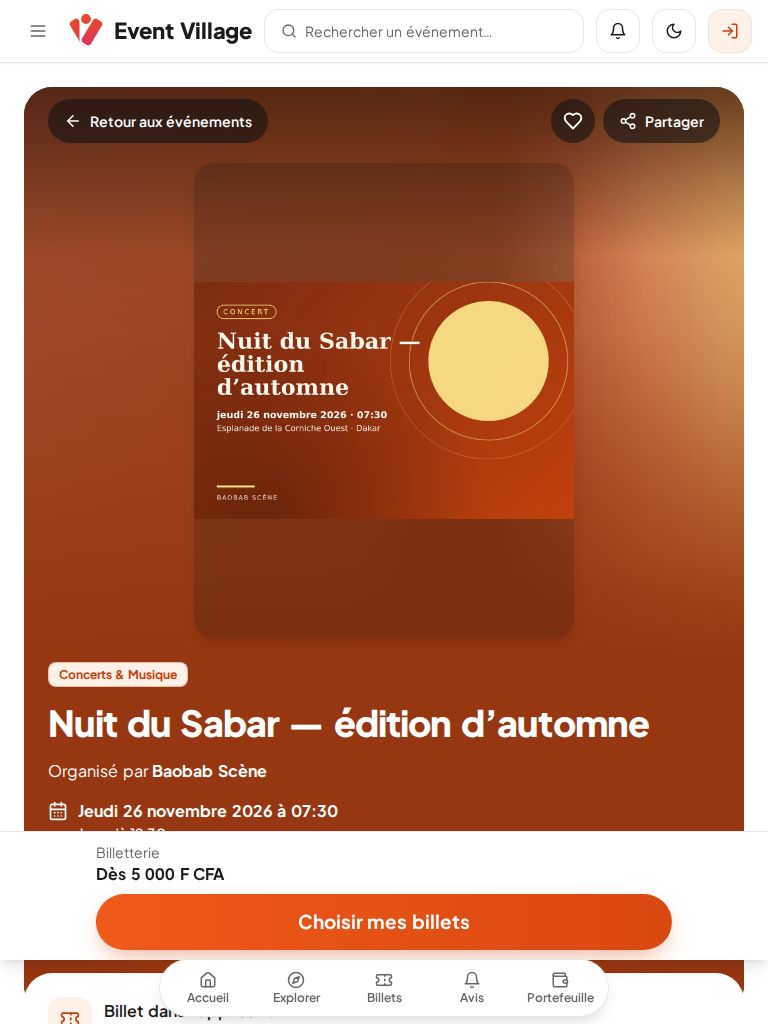 Event Village
Rechercher un événement...
Retour aux événements
Partager
CONCERT
Nuit du Sabar —
édition
d’automne
jeudi 26 novembre 2026 · 07:30
Esplanade de la Corniche Ouest · Dakar
BAOBAB SCÈNE
Concerts & Musique
Nuit du Sabar — édition d’automne
Organisé par Baobab Scène
Jeudi 26 novembre 2026 à 07:30
Billetterie
Dès 5 000 F CFA
Choisir mes billets
Accueil
Explorer
Billets
Avis
Portefeuille
Billet dans